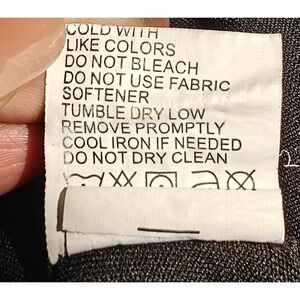 COLD WITH
LIKE COLORS
DO NOT BLEACH
DO NOT USE FABRIC
SOFTENER
TUMBLE DRY LOW
REMOVE PROMPTLY
COOL IRON IF NEEDED
DO NOT DRY CLEAN